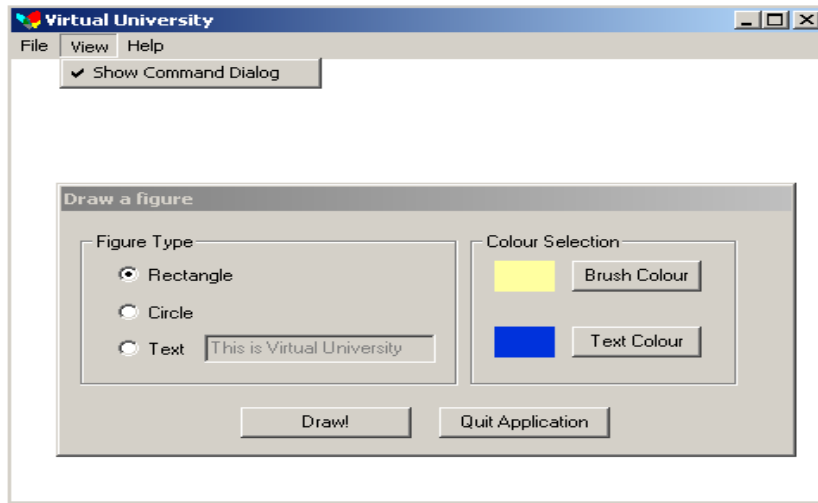 Virtual University
File View Help
Show Command Dialog
Draw a figure
Figure Type
Rectangle
Circle
Text This is Virtual University
Colour Selection
Brush Colour
Text Colour
Draw! Quit Application